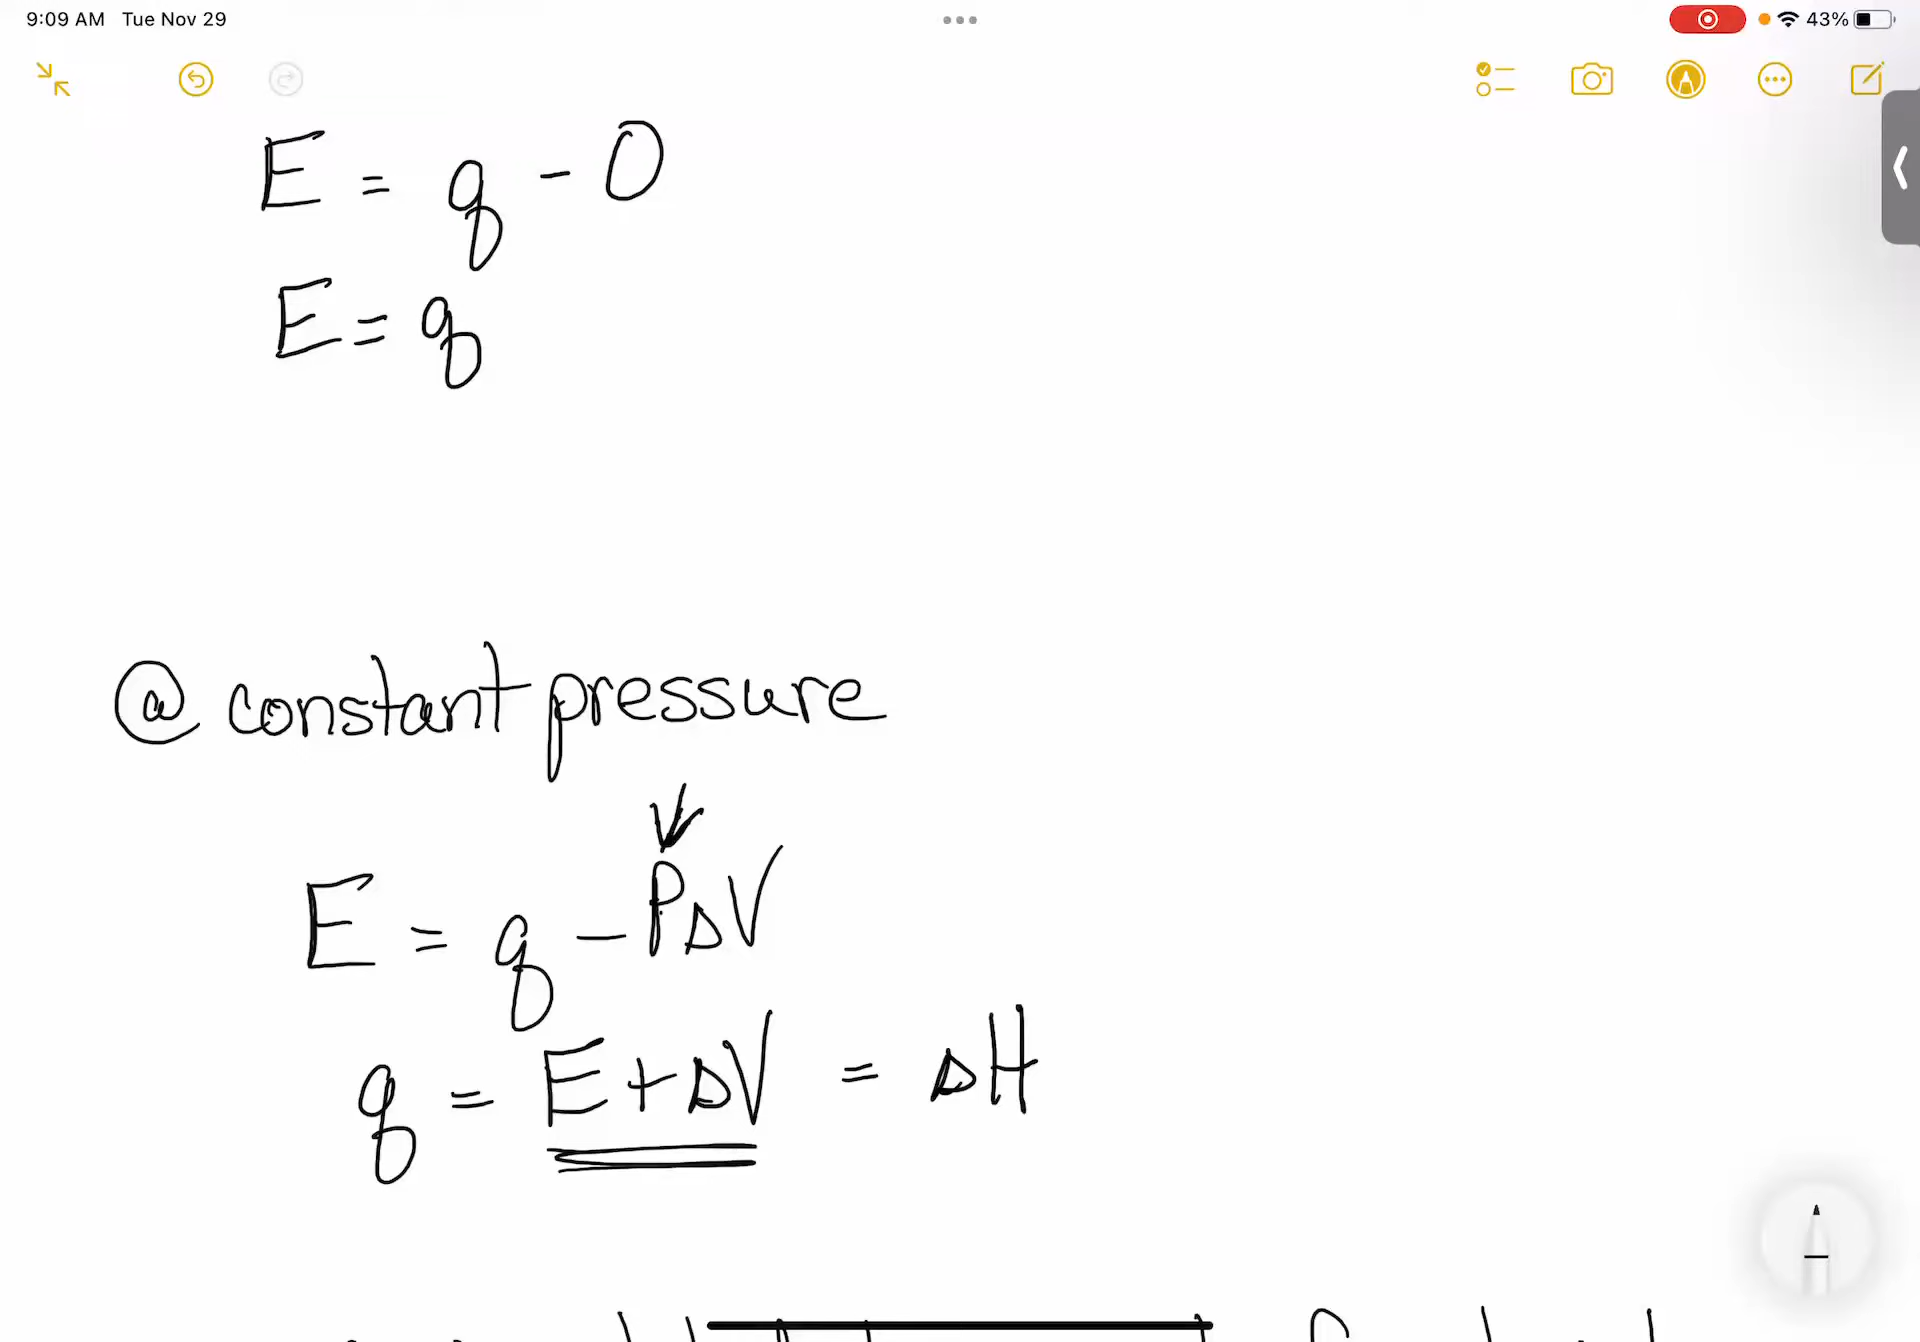 9:09 AM Tue Nov 29
43%
E = q - 0
E = q
@ constant pressure
E = q - PΔV
q = E + ΔV = ΔH